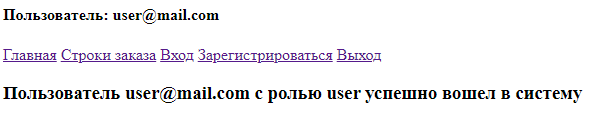 Пользователь: user@mail.com
Главная Строки заказа Вход Зарегистрироваться Выход
Пользователь user@mail.com с ролью user успешно вошел в систему